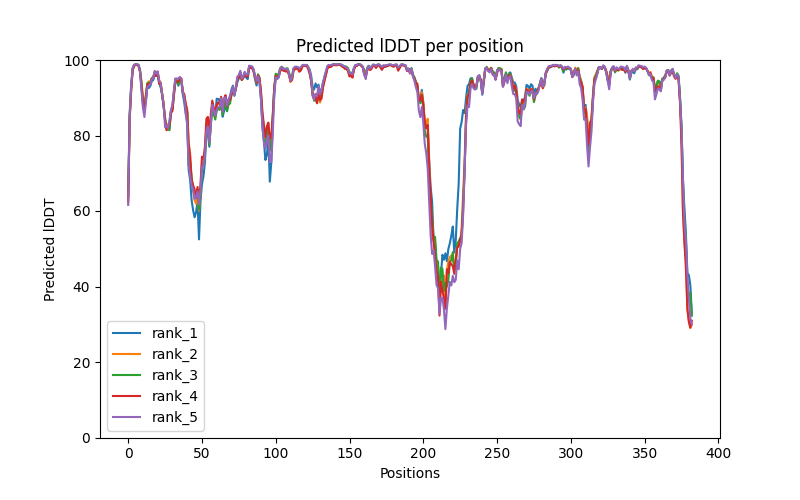 Predicted lDDT per position
100
80
60
40
20
0
Predicted lDDT
rank_1
rank_2
rank_3
rank_4
rank_5
0 50 100 150 200 250 300 350 400
Positions